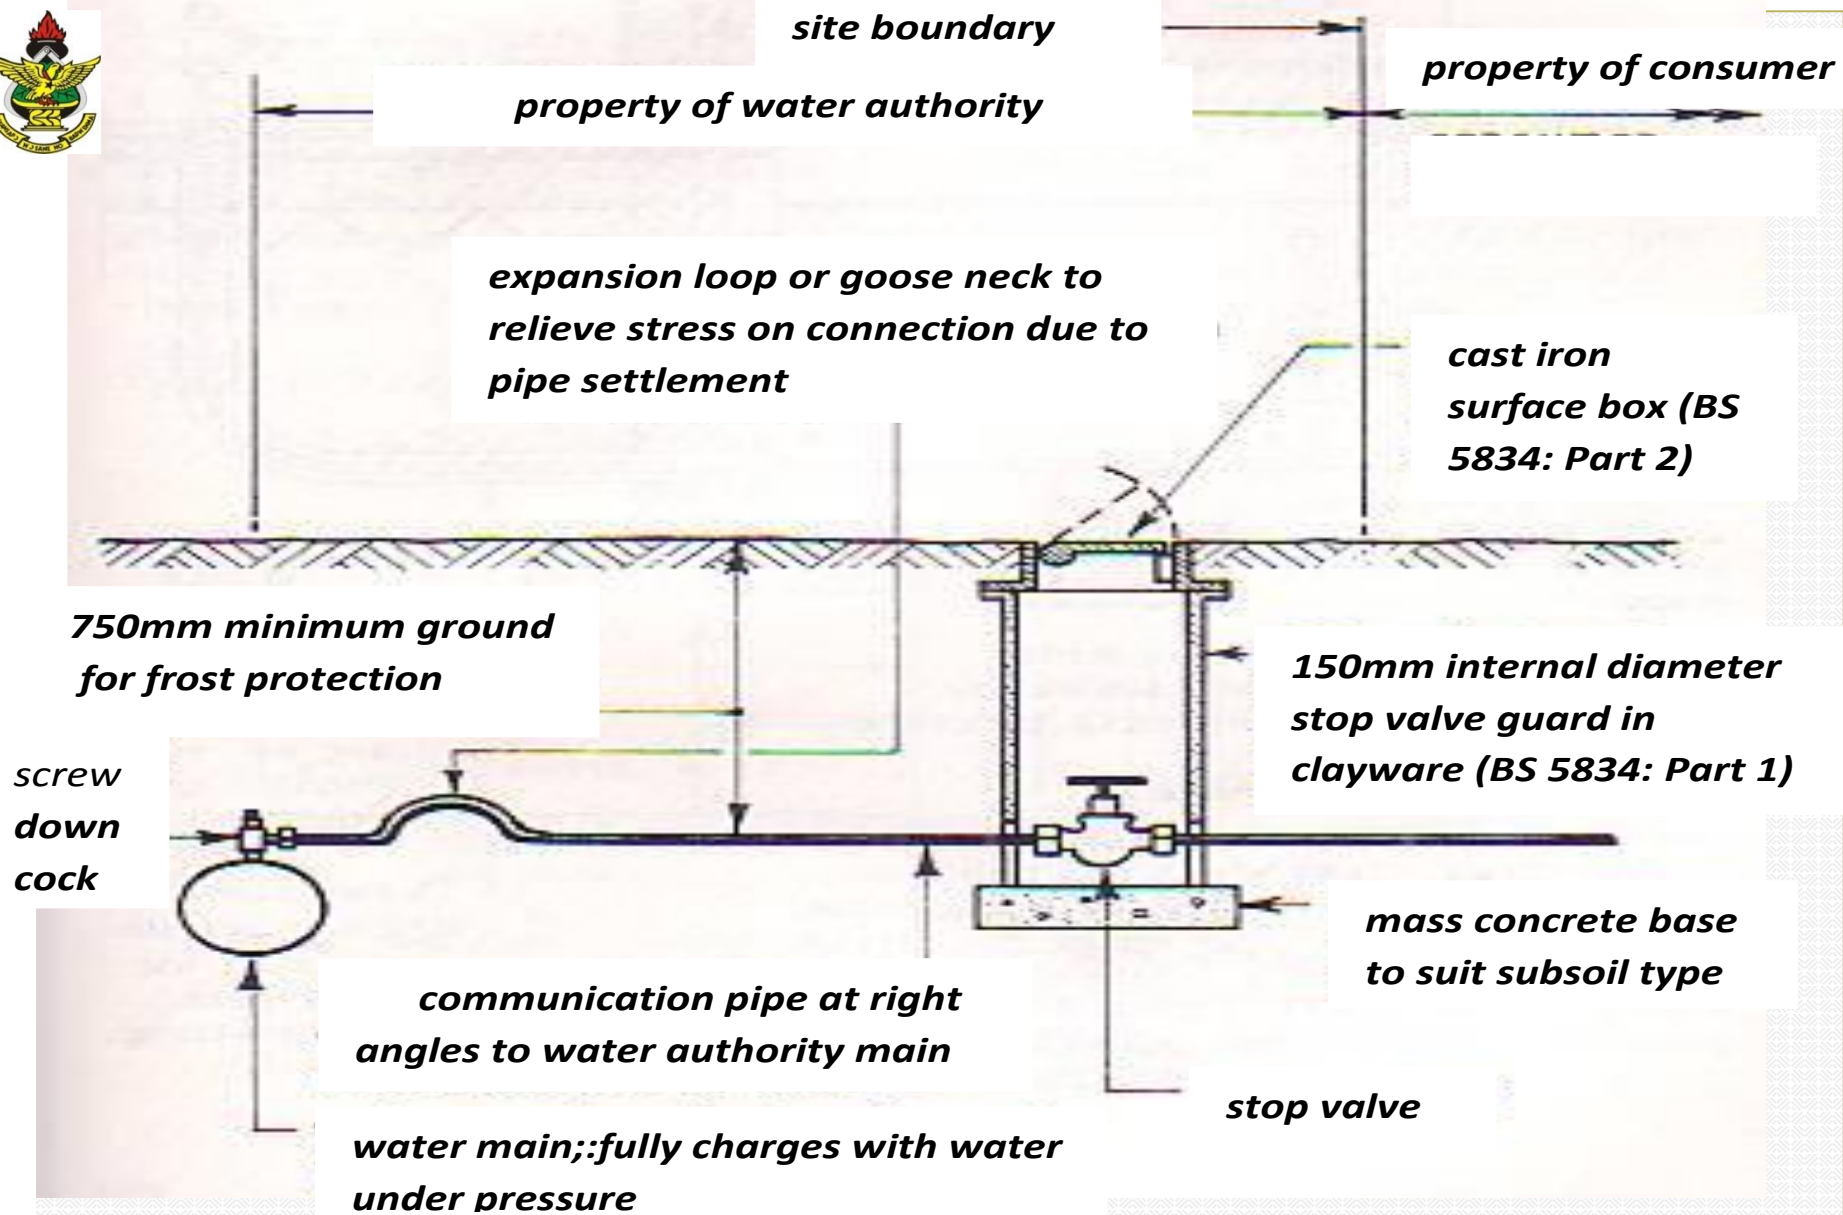 site boundary
property of consumer
property of water authority
expansion loop or goose neck to
relieve stress on connection due to
pipe settlement
cast iron
surface box (BS
5834: Part 2)
750mm minimum ground
for frost protection
150mm internal diameter
stop valve guard in
clayware (BS 5834: Part 1)
screw
down
cock
mass concrete base
to suit subsoil type
communication pipe at right
angles to water authority main
stop valve
water main;:fully charges with water
under pressure